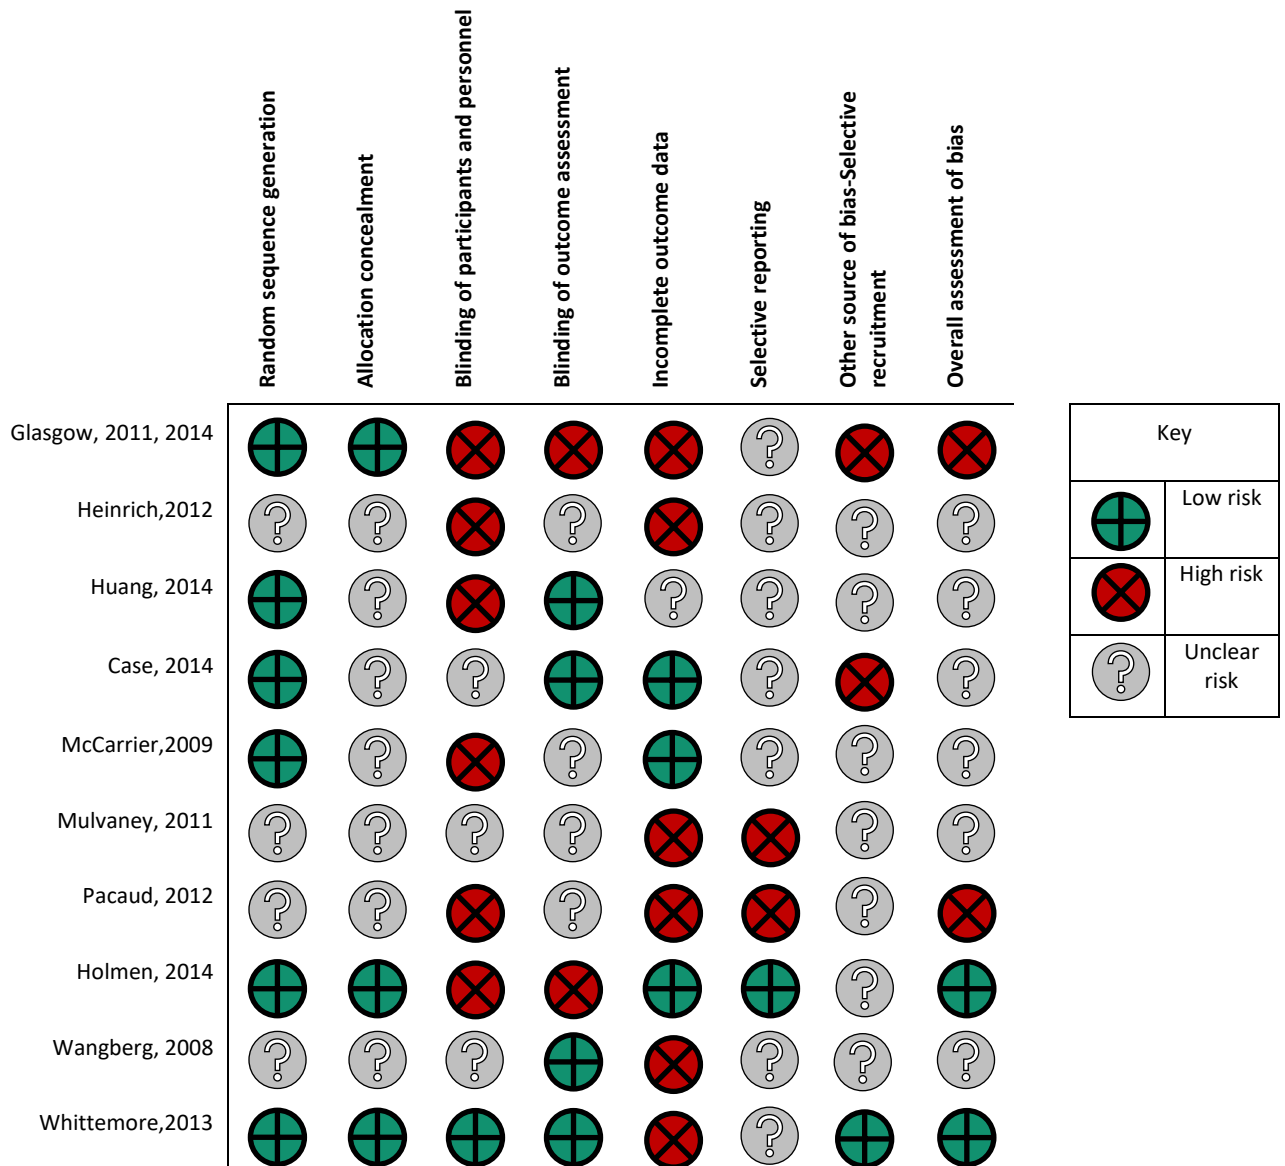 Random sequence generation
Allocation concealment
Blinding of participants and personnel
Blinding of outcome assessment
Incomplete outcome data
Selective reporting
Other source of bias-Selective
recruitment
Overall assessment of bias
Glasgow, 2011, 2014
Heinrich,2012
Huang, 2014
Case, 2014
McCarrier,2009
Mulvaney, 2011
Pacaud, 2012
Holmen, 2014
Wangberg, 2008
Whittemore,2013
Key
Low risk
High risk
Unclear
risk